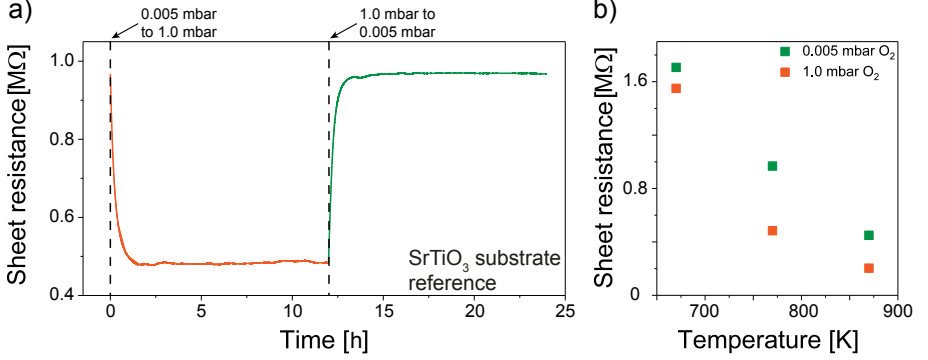 a)
0.005 mbar
to 1.0 mbar
1.0 mbar to
0.005 mbar
Sheet resistance [MΩ]
1.0
0.8
0.6
0.4
SrTiO₃ substrate
reference
0
5
10
15
20
25
Time [h]
b)
Sheet resistance [MΩ]
1.6
0.8
0
0.005 mbar O₂
1.0 mbar O₂
700
750
800
850
900
Temperature [K]